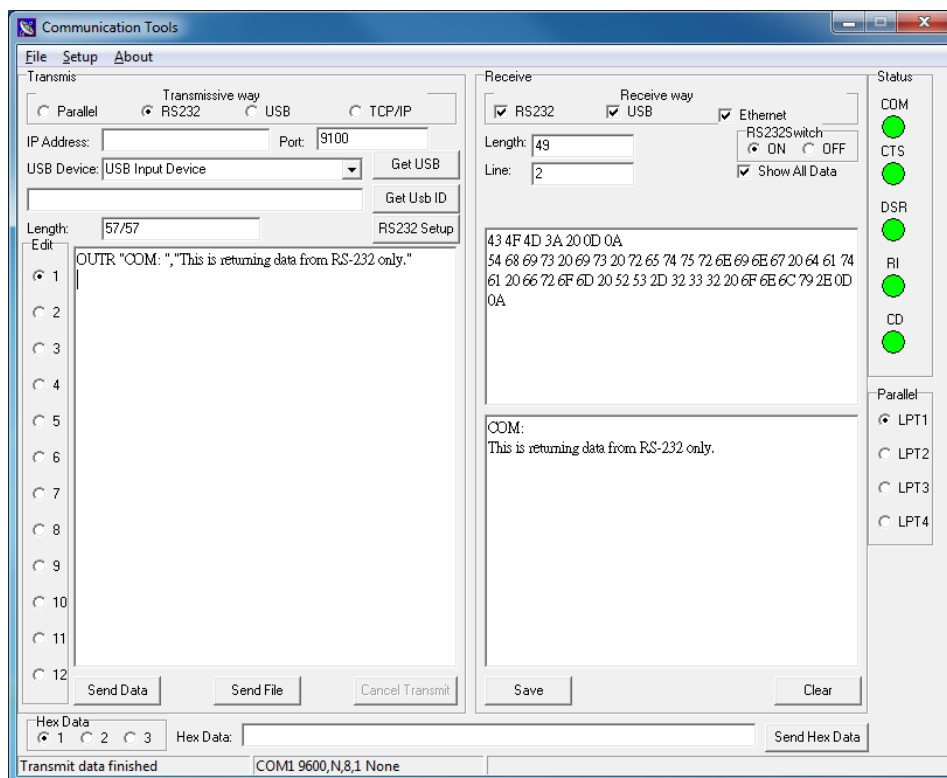 Communication Tools
File Setup About
Transmis
Transmissive way
Parallel RS232 USB TCP/IP
IP Address: Port: 9100
USB Device: USB Input Device Get USB
Get Usb ID
Length: 57/57 RS232 Setup
Edit
OUTR "COM: ","This is returning data from RS-232 only."
1
2
3
4
5
6
7
8
9
10
11
12
Send Data Send File Cancel Transmit
Receive
Receive way
RS232 USB Ethernet
Length: 49
RS232Switch
ON OFF
Line: 2
Show All Data
43 4F 4D 3A 20 0D 0A
54 68 69 73 20 69 73 20 72 65 74 75 72 6E 69 6E 67 20 64 61 74
61 20 66 72 6F 6D 20 52 53 2D 32 33 32 20 6F 6E 6C 79 2E 0D
0A
COM:
This is returning data from RS-232 only.
Save Clear
Status
COM
CTS
DSR
RI
CD
Parallel
LPT1
LPT2
LPT3
LPT4
Hex Data
1 2 3 Hex Data: Send Hex Data
Transmit data finished COM1 9600,N,8,1 None